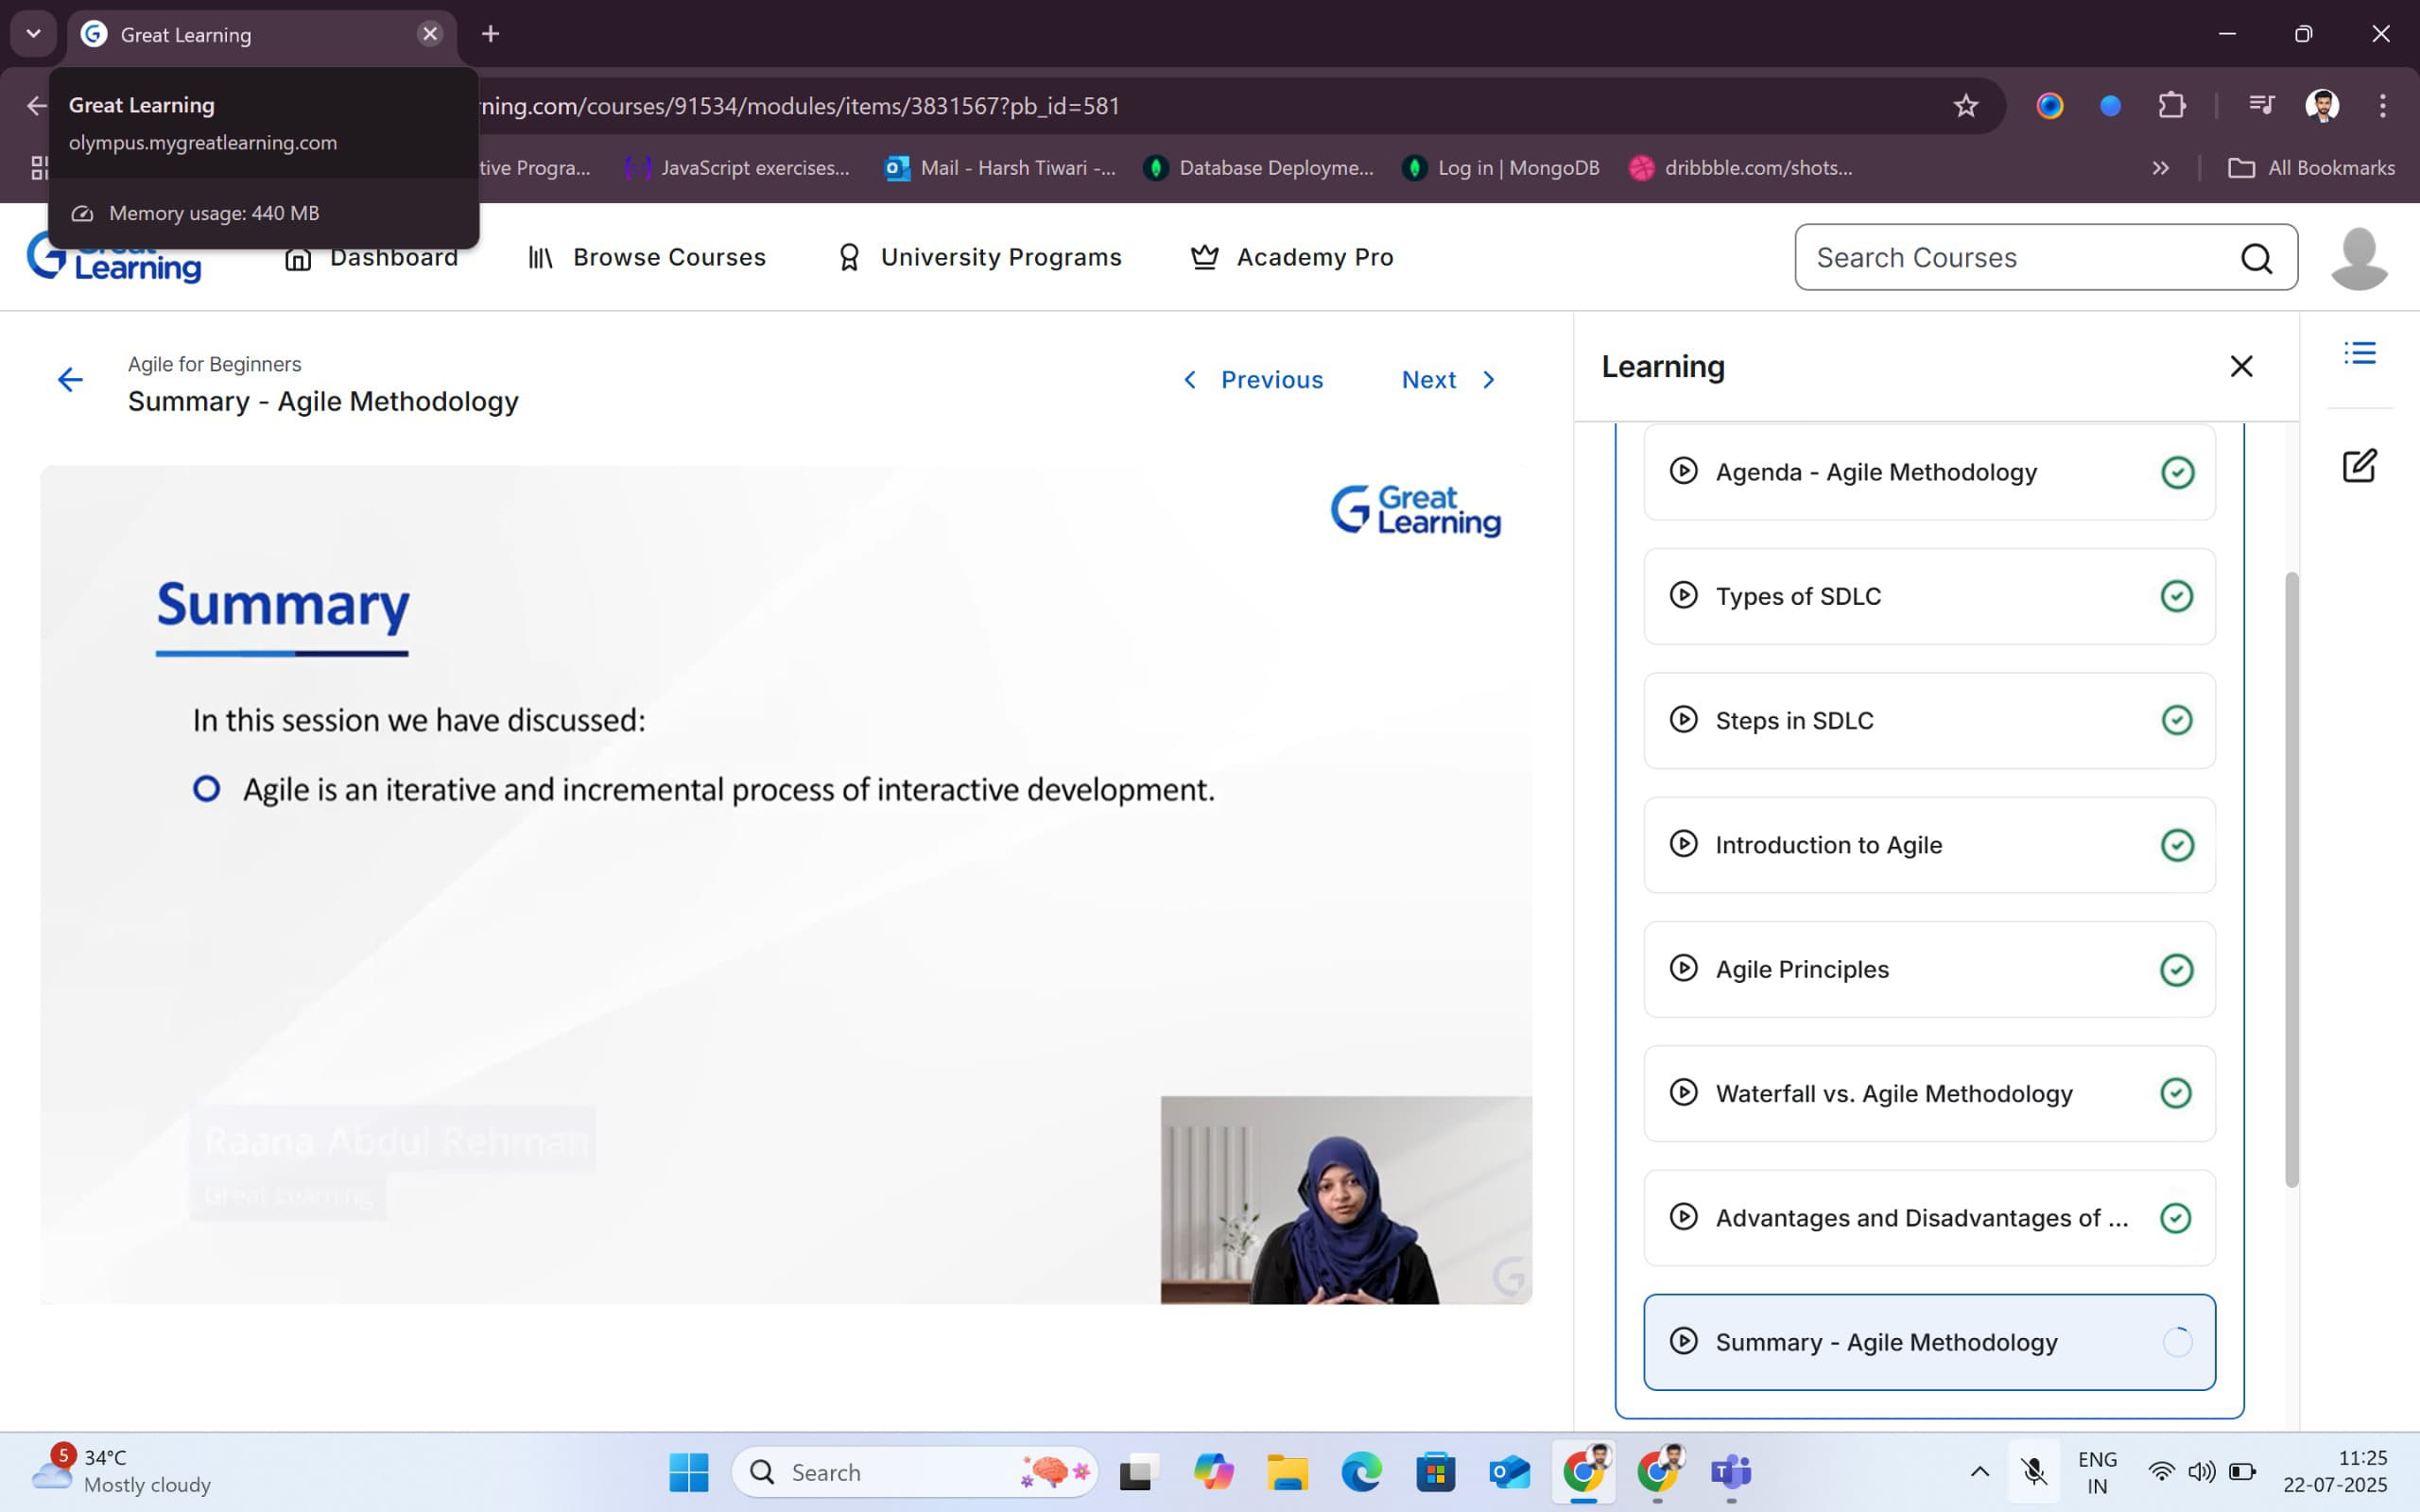 Great Learning
Great Learning
olympus.mygreatlearning.com
Memory usage: 440 MB
rning.com/courses/91534/modules/items/3831567?pb_id=581
tive Progra...
JavaScript exercises...
Mail - Harsh Tiwari -...
Database Deployme...
Log in | MongoDB
dribbble.com/shots...
All Bookmarks
Great
Learning
Dashboard
Browse Courses
University Programs
Academy Pro
Search Courses
Agile for Beginners
Summary - Agile Methodology
Previous
Next
Great
Learning
Summary
In this session we have discussed:
Agile is an iterative and incremental process of interactive development.
Raana Abdul Rehman
Great Learning
Learning
Agenda - Agile Methodology
Types of SDLC
Steps in SDLC
Introduction to Agile
Agile Principles
Waterfall vs. Agile Methodology
Advantages and Disadvantages of ...
Summary - Agile Methodology
5
34°C
Mostly cloudy
Search
ENG
IN
11:25
22-07-2025